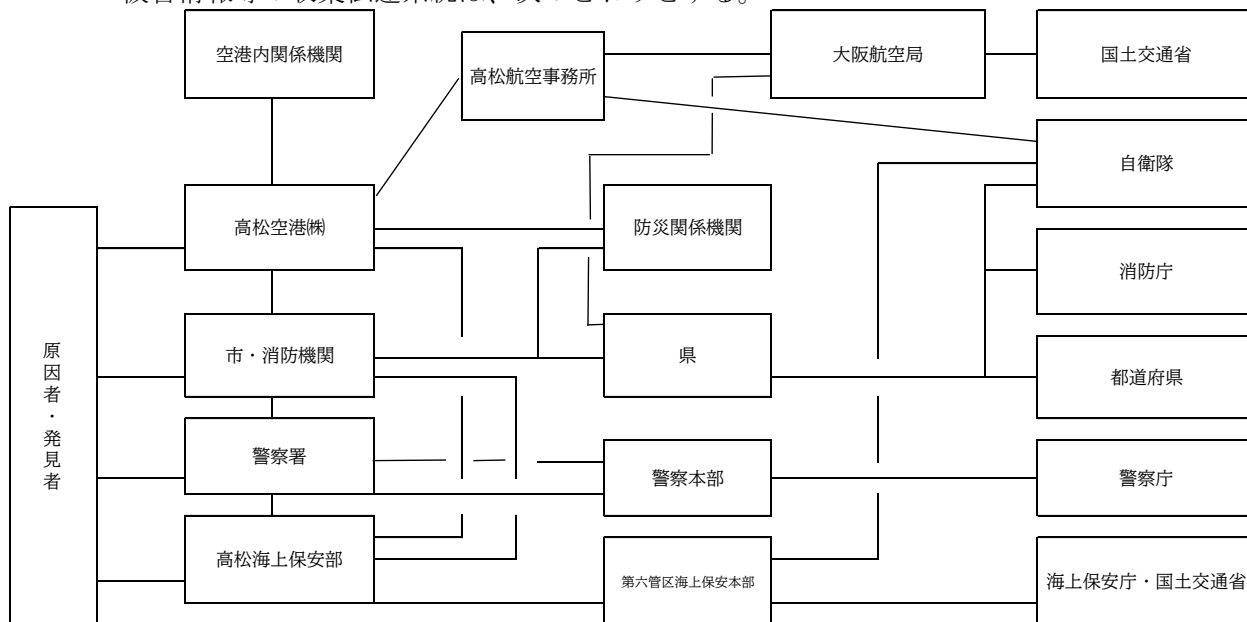 被害情報等の収集伝達系統は、次のとおりとする。
空港内関係機関
高松航空事務所
大阪航空局
国土交通省
自衛隊
高松空港㈱
防災関係機関
消防庁
市・消防機関
県
都道府県
原因者・発見者
警察署
警察本部
警察庁
高松海上保安部
第六管区海上保安本部
海上保安庁・国土交通省